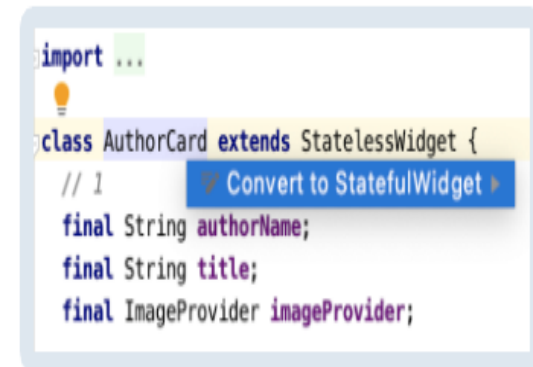 import ...
class AuthorCard extends StatelessWidget {
// 1
Convert to StatefulWidget
final String authorName;
final String title;
final ImageProvider imageProvider;